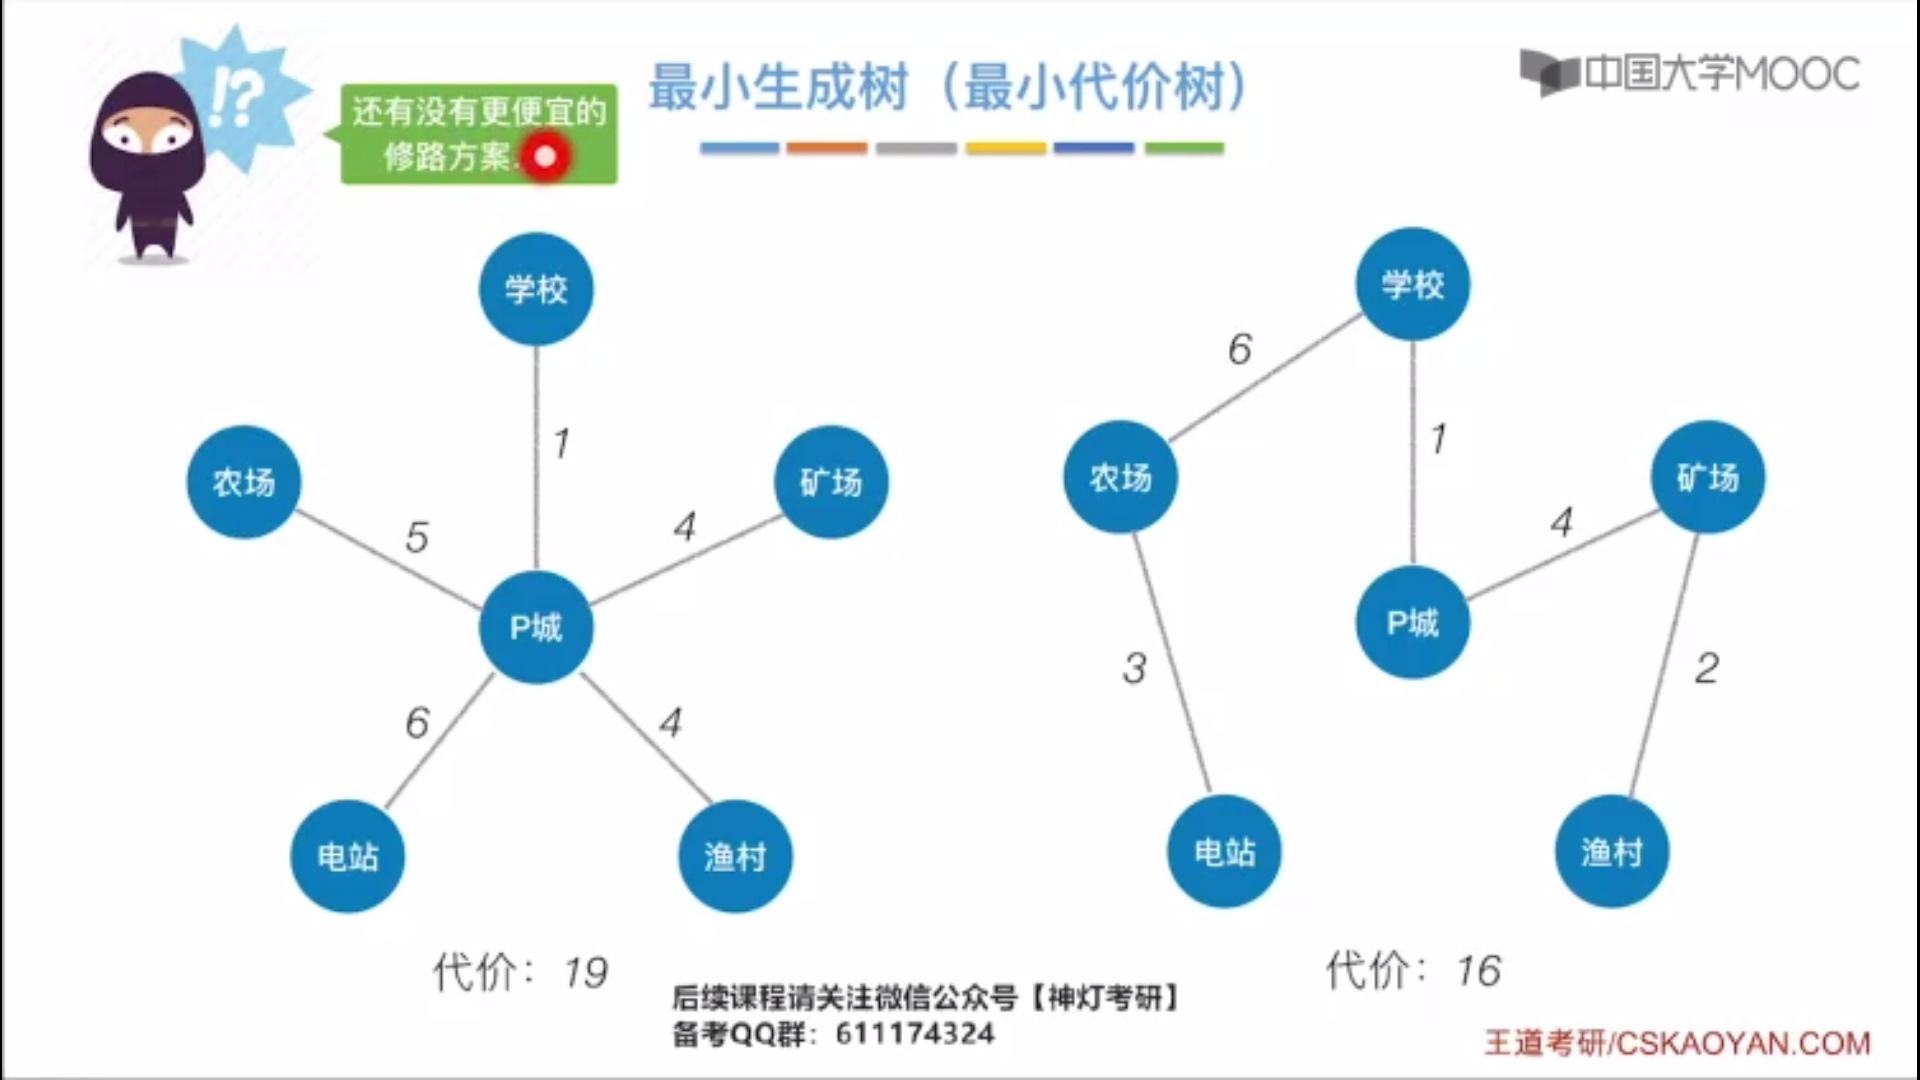 !?
还有没有更便宜的
修路方案.
最小生成树（最小代价树）
中国大学MOOC
学校
1
农场
5
矿场
4
P城
6
电站
4
渔村
代价：19
学校
6
1
农场
4
矿场
P城
3
2
电站
渔村
代价：16
后续课程请关注微信公众号【神灯考研】
备考QQ群：611174324
王道考研/CSKAOYAN.COM